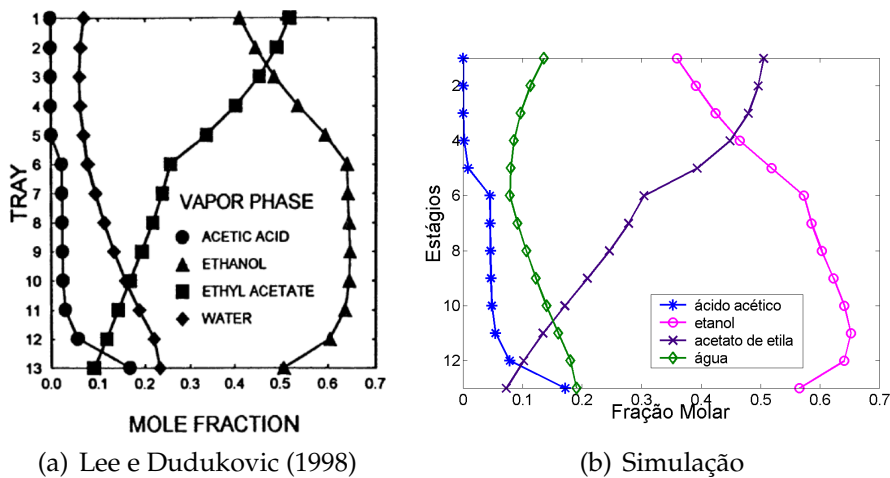 1
2
3
4
5
6
7
8
9
10
11
12
13
TRAY
VAPOR PHASE
ACETIC ACID
ETHANOL
ETHYL ACETATE
WATER
0.0 0.1 0.2 0.3 0.4 0.5 0.6 0.7
MOLE FRACTION
(a) Lee e Dudukovic (1998)
2
4
6
8
10
12
Estágios
ácido acético
etanol
acetato de etila
água
0 0.1 0.2 0.3 0.4 0.5 0.6 0.7
Fração Molar
(b) Simulação